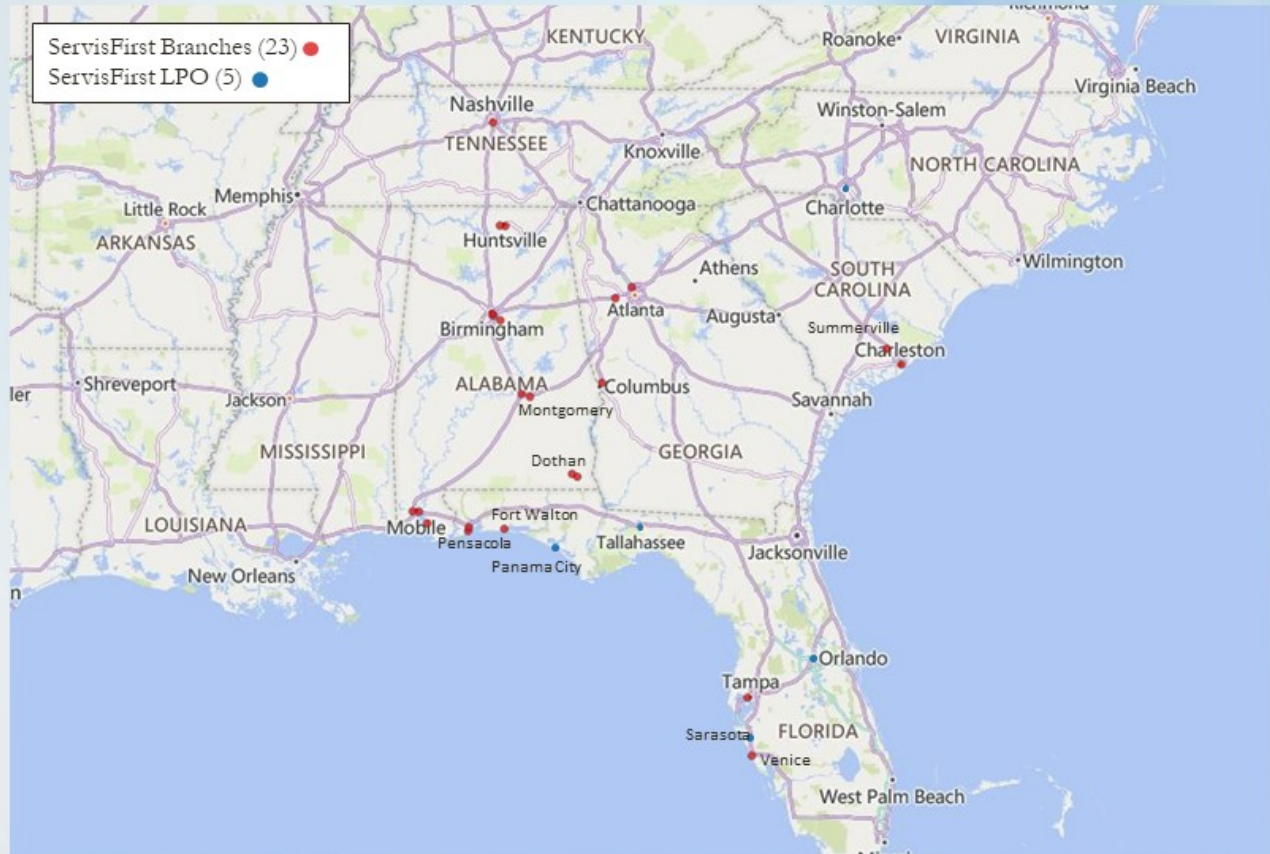 ServisFirst Branches (23)
ServisFirst LPO (5)
KENTUCKY
Roanoke
VIRGINIA
Virginia Beach
Nashville
TENNESSEE
Knoxville
Winston-Salem
NORTH CAROLINA
Memphis
Chattanooga
Charlotte
Little Rock
ARKANSAS
Huntsville
Athens
SOUTH
CAROLINA
Wilmington
Atlanta
Augusta
Birmingham
Summerville
Charleston
Shreveport
ALABAMA
Columbus
Jackson
Savannah
Montgomery
MISSISSIPPI
Dothan
GEORGIA
LOUISIANA
Mobile
Fort Walton
Pensacola
Tallahassee
Jacksonville
Panama City
New Orleans
Orlando
Tampa
Sarasota
FLORIDA
Venice
West Palm Beach